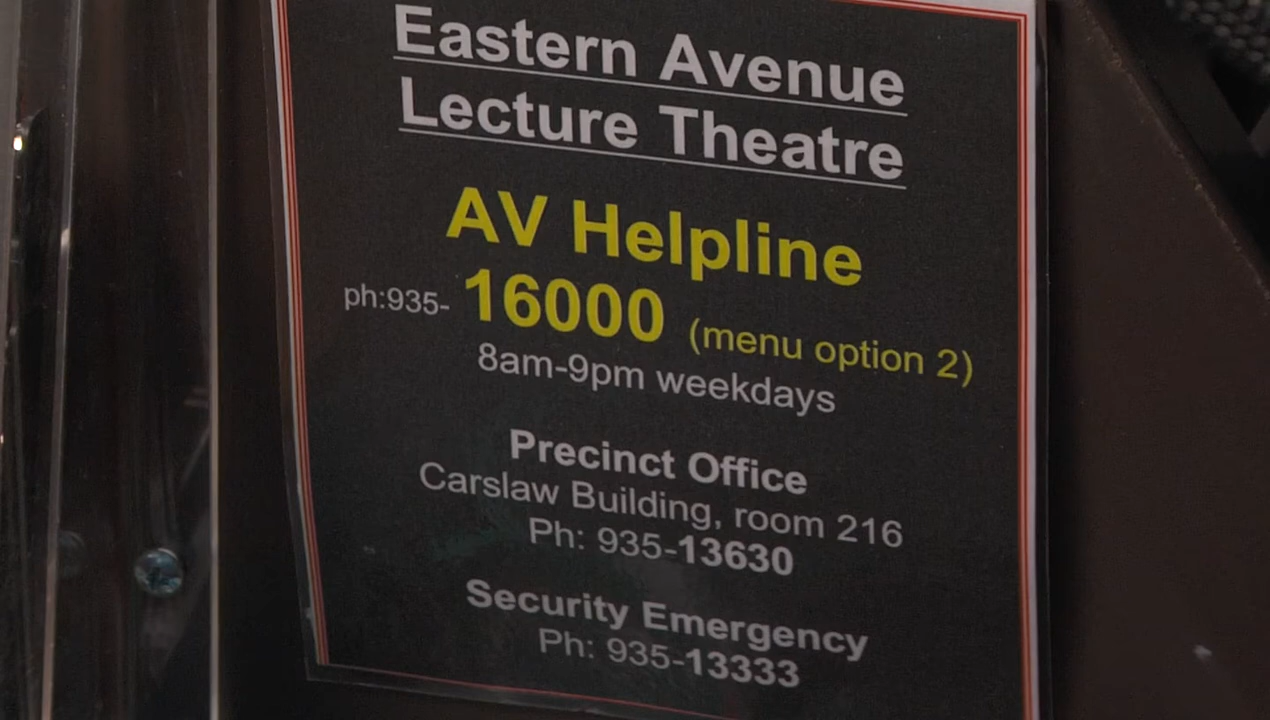 Eastern Avenue
Lecture Theatre
AV Helpline
ph:935- 16000 (menu option 2)
8am-9pm weekdays
Precinct Office
Carslaw Building, room 216
Ph: 935-13630
Security Emergency
Ph: 935-13333